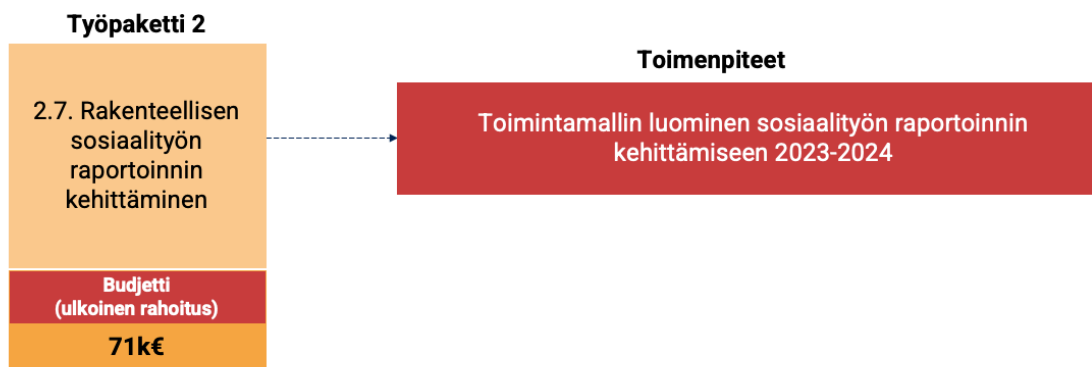 Työpaketti 2
2.7. Rakenteellisen
sosiaalityön
raportoinnin
kehittäminen
Budjetti
(ulkoinen rahoitus)
71k€
Toimenpiteet
Toimintamallin luominen sosiaalityön raportoinnin
kehittämiseen 2023-2024